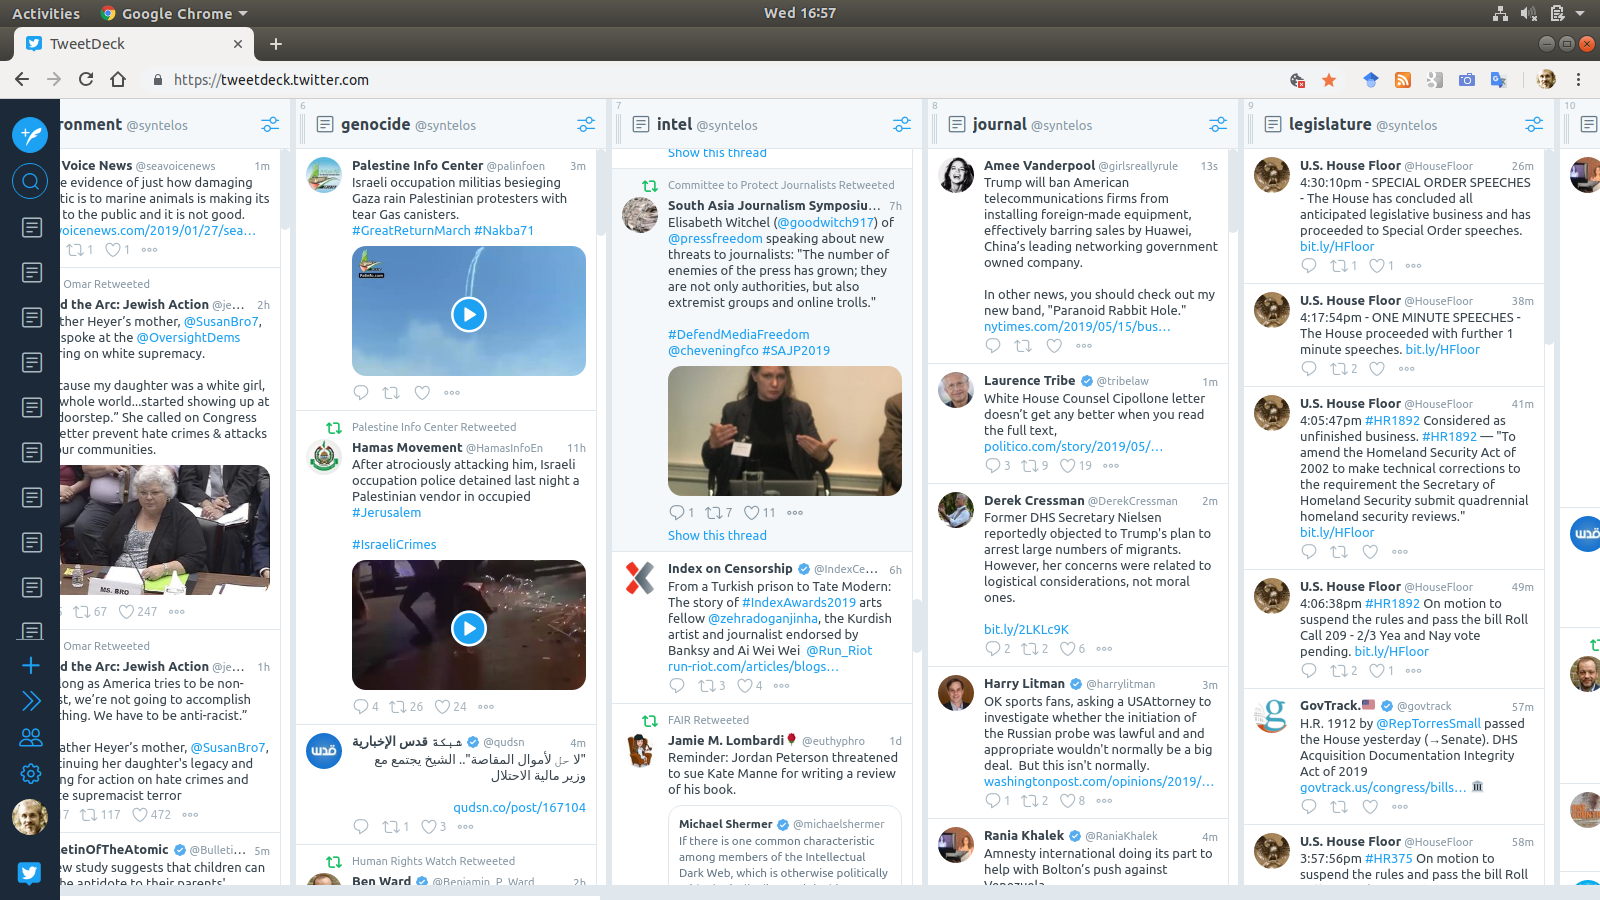 Activities
Google Chrome
Wed 16:57
TweetDeck
https://tweetdeck.twitter.com
ronment @syntelos
Voice News @seavoicenews 1m
e evidence of just how damaging
tic is to marine animals is making its
to the public and it is not good.
voicenews.com/2019/01/27/sea…
1 1
Omar Retweeted
d the Arc: Jewish Action @je… 2h
ther Heyer's mother, @SusanBro7,
spoke at the @OversightDems
ring on white supremacy.
cause my daughter was a white girl,
whole world...started showing up at
doorstep." She called on Congress
etter prevent hate crimes & attacks
our communities.
MS. BRO
67 247
Omar Retweeted
d the Arc: Jewish Action @je… 1h
long as America tries to be non-
st, we're not going to accomplish
thing. We have to be anti-racist."
ather Heyer's mother, @SusanBro7,
tinuing her daughter's legacy and
ng for action on hate crimes and
te supremacist terror
17 117 472
etinOfTheAtomic @Bulleti… 5m
ew study suggests that children can
the antidote to their parents'
6
genocide @syntelos
Palestine Info Center @palinfoen 3m
Israeli occupation militias besieging
Gaza rain Palestinian protesters with
tear Gas canisters.
#GreatReturnMarch #Nakba71
Palestine Info Center Retweeted
Hamas Movement @HamasInfoEn 11h
After atrociously attacking him, Israeli
occupation police detained last night a
Palestinian vendor in occupied
#Jerusalem
#IsraeliCrimes
4 26 24
شبكة قدس الإخبارية @qudsn 4m
"لا حل لأموال المقاصة".. الشيخ يجتمع مع
وزير مالية الاحتلال
qudsn.co/post/167104
1 3
Human Rights Watch Retweeted
Ben Ward @Benjamin_P_Ward 2h
7
intel @syntelos
Show this thread
Committee to Protect Journalists Retweeted
South Asia Journalism Symposiu… 7h
Elisabeth Witchel (@goodwitch917) of
@pressfreedom speaking about new
threats to journalists: "The number of
enemies of the press has grown; they
are not only authorities, but also
extremist groups and online trolls."
#DefendMediaFreedom
@cheveningfco #SAJP2019
1 7 11
Show this thread
Index on Censorship @IndexCe… 6h
From a Turkish prison to Tate Modern:
The story of #IndexAwards2019 arts
fellow @zehradoganjinha, the Kurdish
artist and journalist endorsed by
Banksy and Ai Wei Wei @Run_Riot
run-riot.com/articles/blogs…
3 4
FAIR Retweeted
Jamie M. Lombardi @euthyphro 1d
Reminder: Jordan Peterson threatened
to sue Kate Manne for writing a review
of his book.
Michael Shermer @michaelshermer
If there is one common characteristic
among members of the Intellectual
Dark Web, which is otherwise politically
8
journal @syntelos
Amee Vanderpool @girlsreallyrule 13s
Trump will ban American
telecommunications firms from
installing foreign-made equipment,
effectively barring sales by Huawei,
China's leading networking government
owned company.
In other news, you should check out my
new band, "Paranoid Rabbit Hole."
nytimes.com/2019/05/15/bus…
Laurence Tribe @tribelaw 1m
White House Counsel Cipollone letter
doesn't get any better when you read
the full text,
politico.com/story/2019/05/…
3 9 19
Derek Cressman @DerekCressman 2m
Former DHS Secretary Nielsen
reportedly objected to Trump's plan to
arrest large numbers of migrants.
However, her concerns were related to
logistical considerations, not moral
ones.
bit.ly/2LKLc9K
2 2 6
Harry Litman @harrylitman 3m
OK sports fans, asking a USAttorney to
investigate whether the initiation of
the Russian probe was lawful and and
appropriate wouldn't normally be a big
deal. But this isn't normally.
washingtonpost.com/opinions/2019/…
1 2 8
Rania Khalek @RaniaKhalek 4m
Amnesty international doing its part to
help with Bolton's push against
Venezuela
9
legislature @syntelos
U.S. House Floor @HouseFloor 26m
4:30:10pm - SPECIAL ORDER SPEECHES
- The House has concluded all
anticipated legislative business and has
proceeded to Special Order speeches.
bit.ly/HFloor
1 1
U.S. House Floor @HouseFloor 38m
4:17:54pm - ONE MINUTE SPEECHES -
The House proceeded with further 1
minute speeches. bit.ly/HFloor
2
U.S. House Floor @HouseFloor 41m
4:05:47pm #HR1892 Considered as
unfinished business. #HR1892 — "To
amend the Homeland Security Act of
2002 to make technical corrections to
the requirement the Secretary of
Homeland Security submit quadrennial
homeland security reviews."
bit.ly/HFloor
U.S. House Floor @HouseFloor 49m
4:06:38pm #HR1892 On motion to
suspend the rules and pass the bill Roll
Call 209 - 2/3 Yea and Nay vote
pending. bit.ly/HFloor
2 1
GovTrack. @govtrack 57m
H.R. 1912 by @RepTorresSmall passed
the House yesterday (→Senate). DHS
Acquisition Documentation Integrity
Act of 2019
govtrack.us/congress/bills…
U.S. House Floor @HouseFloor 58m
3:57:56pm #HR375 On motion to
suspend the rules and pass the bill Roll
10
قدس